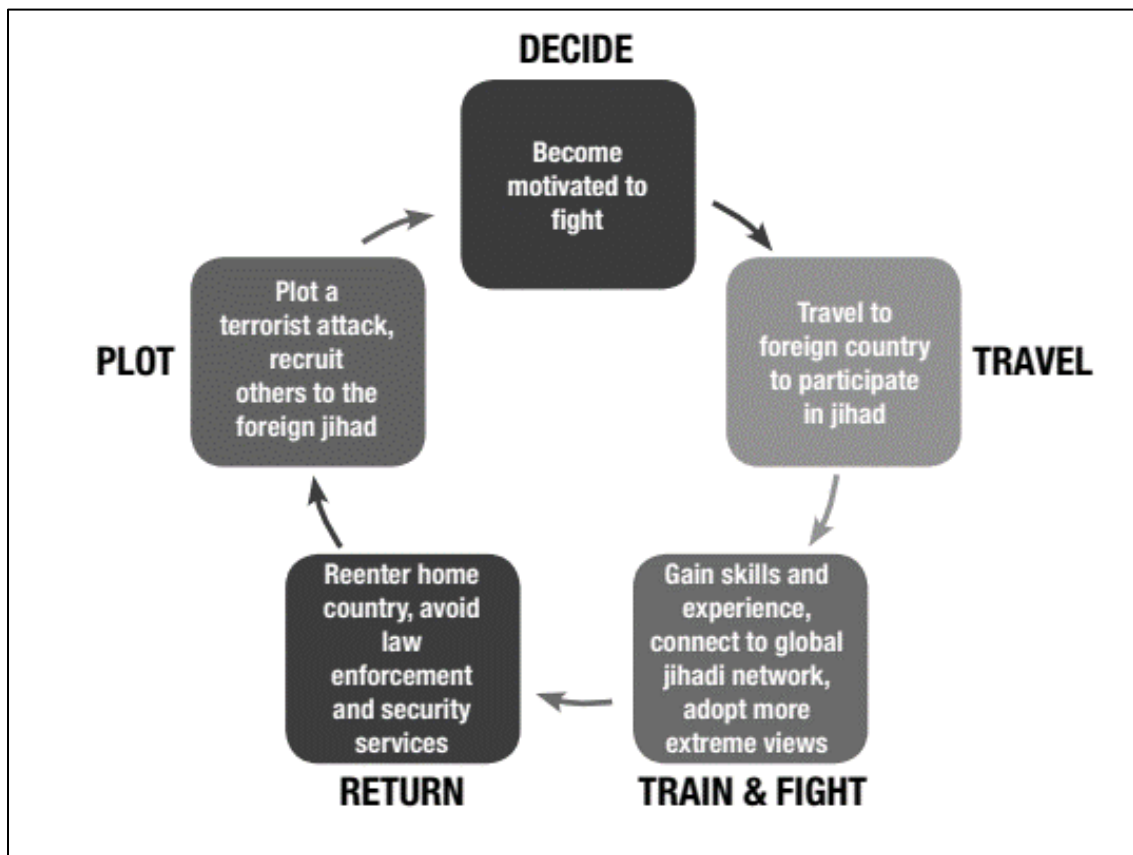 DECIDE
Become
motivated to
fight
Travel to
foreign country
to participate
in jihad
TRAVEL
Gain skills and
experience,
connect to global
jihadi network,
adopt more
extreme views
TRAIN & FIGHT
Reenter home
country, avoid
law
enforcement
and security
services
RETURN
Plot a
terrorist attack,
recruit
others to the
foreign jihad
PLOT